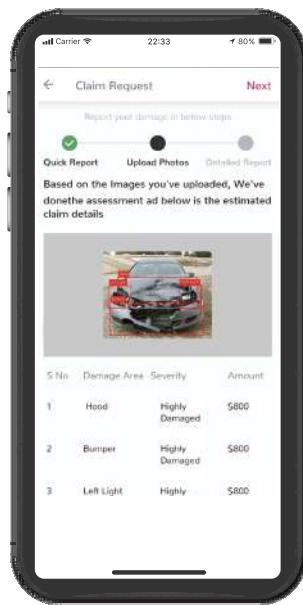 Carrier 22:33 80%
← Claim Request Next
Report your damage in below steps
Quick Report Upload Photos Detailed Report
Based on the Images you've uploaded, We've
donethe assessment ad below is the estimated
claim details
S No Damage Area Severity Amount
1 Hood Highly Damaged $800
2 Bumper Highly Damaged $800
3 Left Light Highly $800